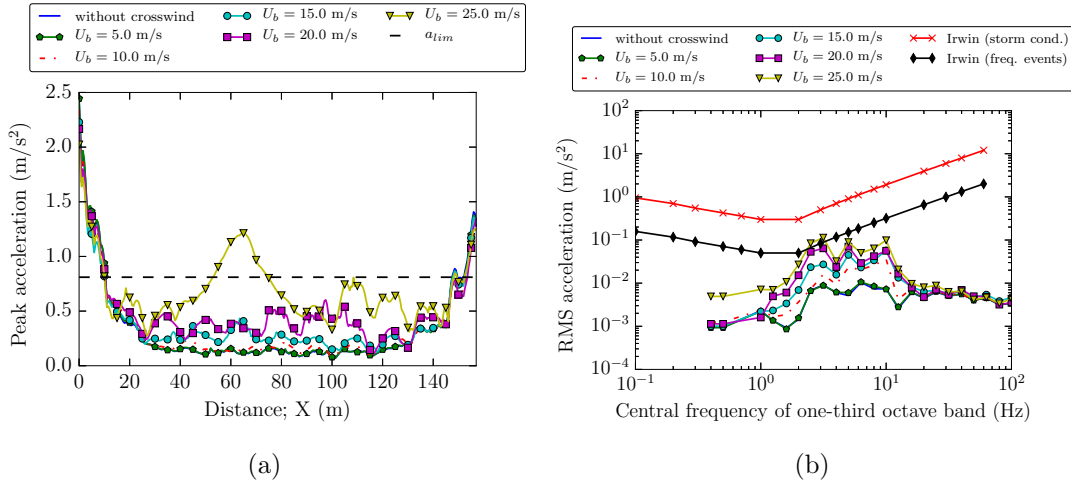 without crosswind
U_b = 5.0 m/s
U_b = 10.0 m/s
U_b = 15.0 m/s
U_b = 20.0 m/s
U_b = 25.0 m/s
a_lim
Peak acceleration (m/s²)
2.5
2.0
1.5
1.0
0.5
0.0
0 20 40 60 80 100 120 140
Distance; X (m)
(a)
without crosswind
U_b = 5.0 m/s
U_b = 10.0 m/s
U_b = 15.0 m/s
U_b = 20.0 m/s
U_b = 25.0 m/s
Irwin (storm cond.)
Irwin (freq. events)
RMS acceleration (m/s²)
10²
10¹
10⁰
10⁻¹
10⁻²
10⁻³
10⁻⁴
10⁻¹ 10⁰ 10¹ 10²
Central frequency of one-third octave band (Hz)
(b)